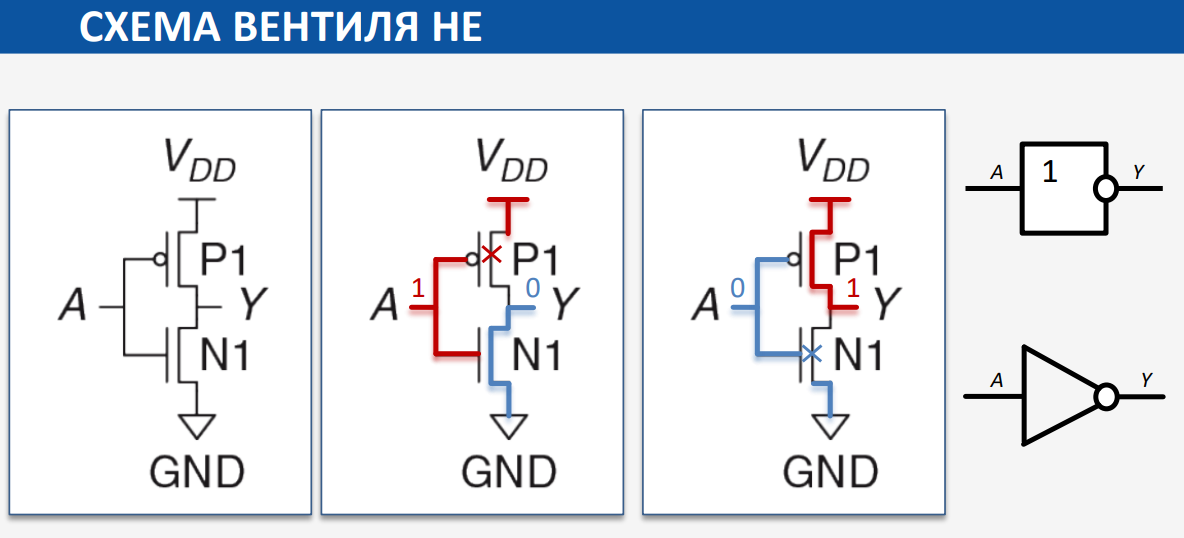 СХЕМА ВЕНТИЛЯ НЕ
VDD
P1
A
Y
N1
GND
VDD
P1
A 1
0 Y
N1
GND
VDD
P1
A 0
1 Y
N1
GND
A 1 Y
A Y